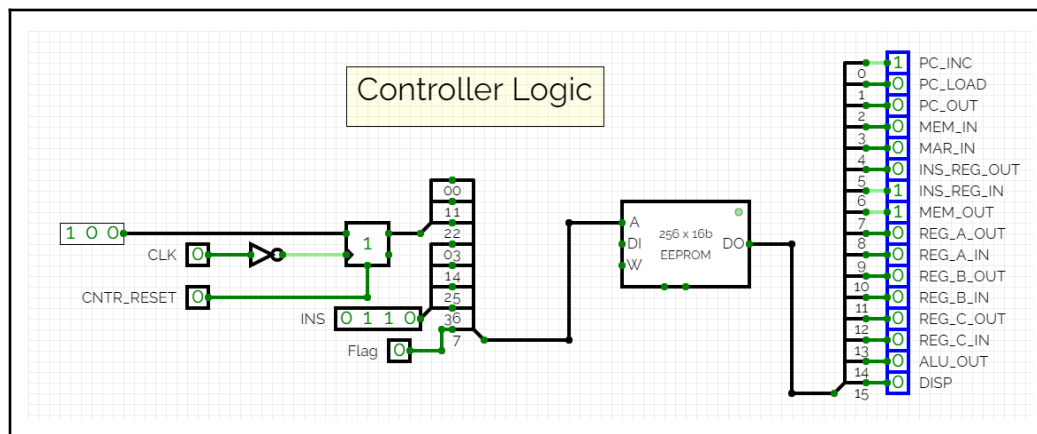 Controller Logic
1 0 0
CLK 0
CNTR_RESET 0
INS 0 1 1 0
Flag 0
1
00
11
22
03
14
25
36
7
A
DI
W
256 x 16b
EEPROM
DO
0
1
2
3
4
5
6
7
8
9
10
11
12
13
14
15
1 PC_INC
0 PC_LOAD
0 PC_OUT
0 MEM_IN
0 MAR_IN
0 INS_REG_OUT
1 INS_REG_IN
1 MEM_OUT
0 REG_A_OUT
0 REG_A_IN
0 REG_B_OUT
0 REG_B_IN
0 REG_C_OUT
0 REG_C_IN
0 ALU_OUT
0 DISP